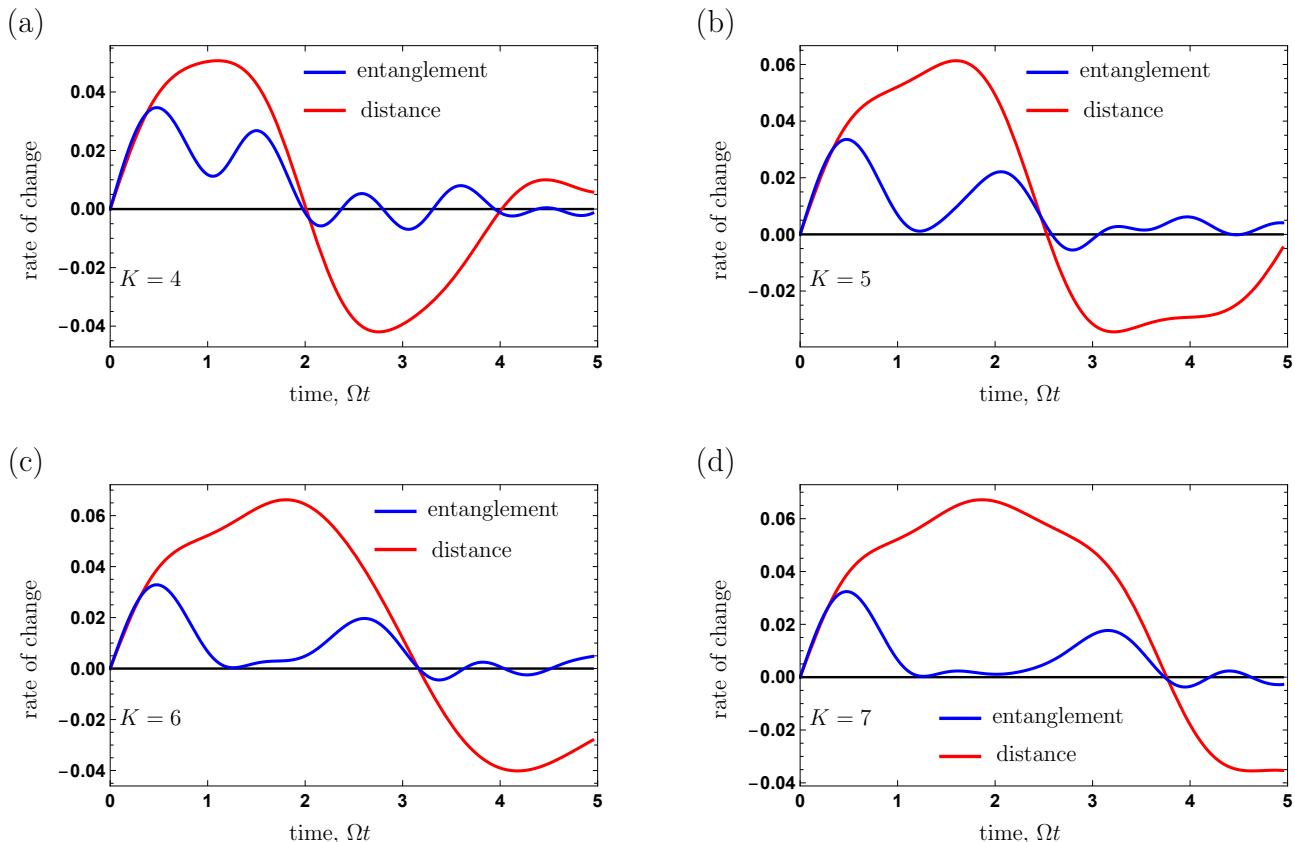 (a)
entanglement
distance
rate of change
0.04
0.02
0.00
−0.02
−0.04
K = 4
0 1 2 3 4 5
time, Ωt
(b)
entanglement
distance
rate of change
0.06
0.04
0.02
0.00
−0.02
K = 5
0 1 2 3 4 5
time, Ωt
(c)
entanglement
distance
rate of change
0.06
0.04
0.02
0.00
−0.02
−0.04
K = 6
0 1 2 3 4 5
time, Ωt
(d)
rate of change
0.06
0.04
0.02
0.00
−0.02
−0.04
K = 7
entanglement
distance
0 1 2 3 4 5
time, Ωt